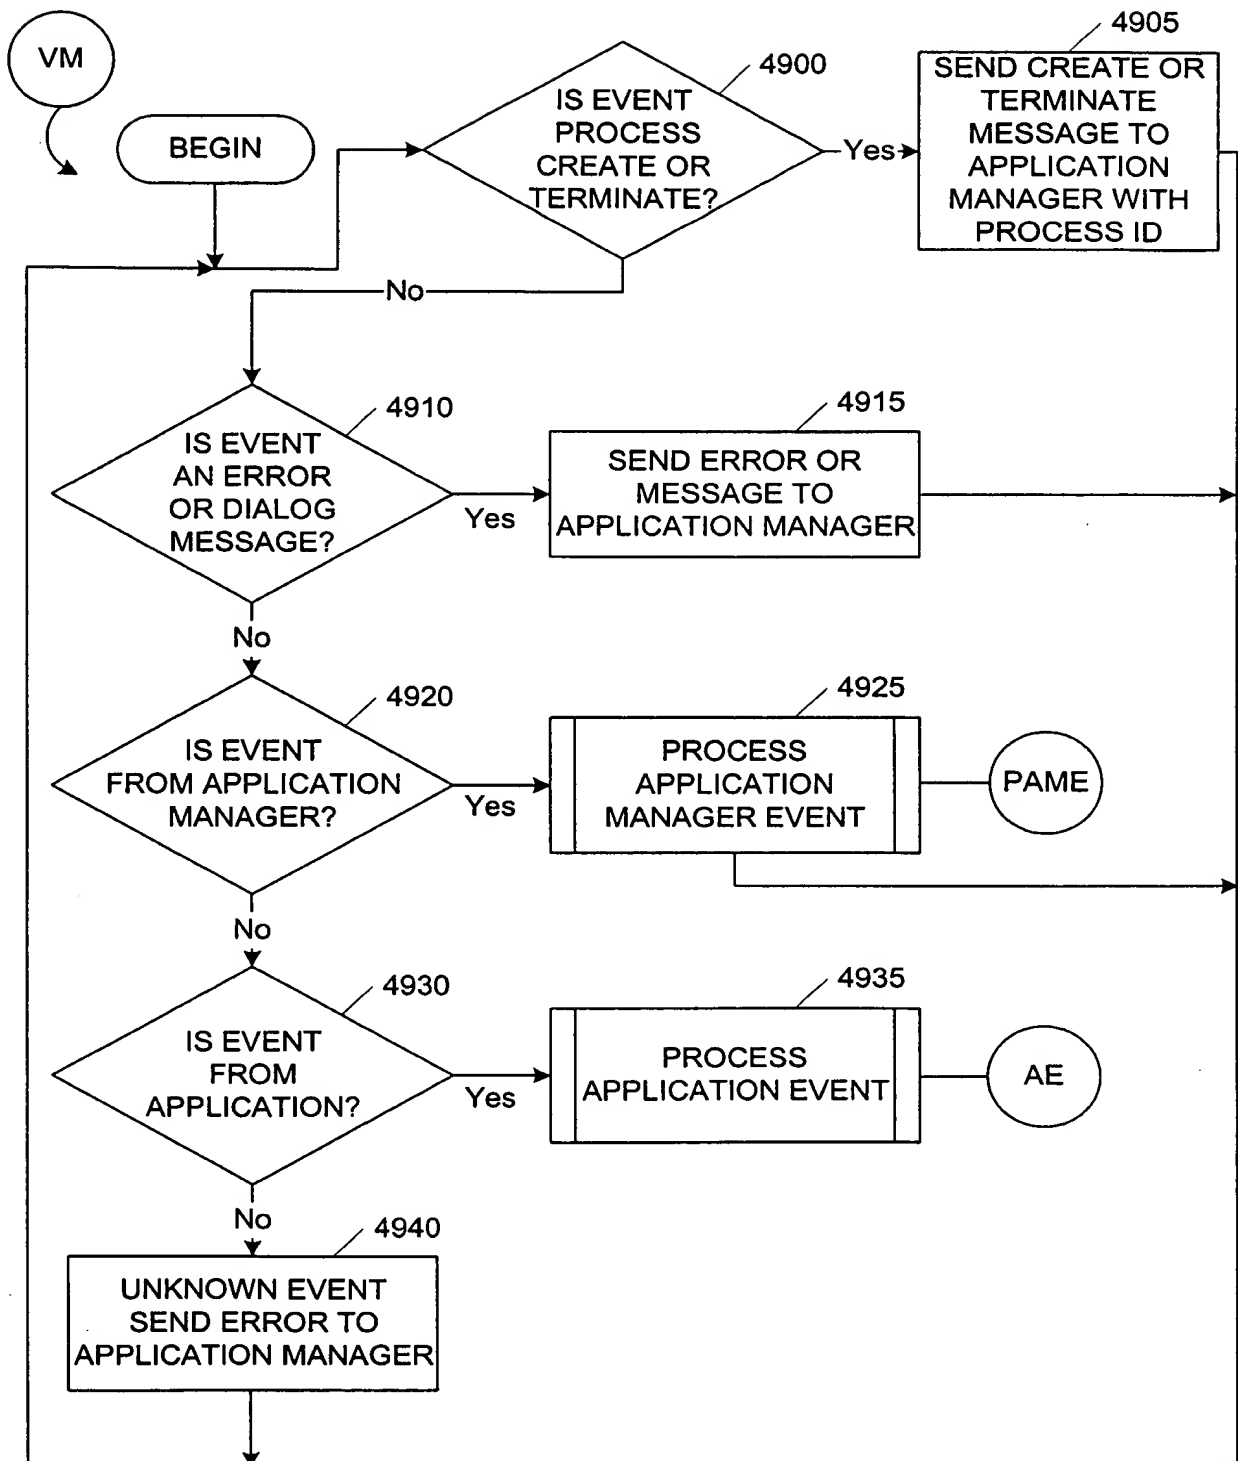 VM
BEGIN
4900
IS EVENT
PROCESS
CREATE OR
TERMINATE?
Yes
4905
SEND CREATE OR
TERMINATE
MESSAGE TO
APPLICATION
MANAGER WITH
PROCESS ID
No
4910
IS EVENT
AN ERROR
OR DIALOG
MESSAGE?
Yes
4915
SEND ERROR OR
MESSAGE TO
APPLICATION MANAGER
No
4920
IS EVENT
FROM APPLICATION
MANAGER?
Yes
4925
PROCESS
APPLICATION
MANAGER EVENT
PAME
No
4930
IS EVENT
FROM
APPLICATION?
Yes
4935
PROCESS
APPLICATION EVENT
AE
No
4940
UNKNOWN EVENT
SEND ERROR TO
APPLICATION MANAGER